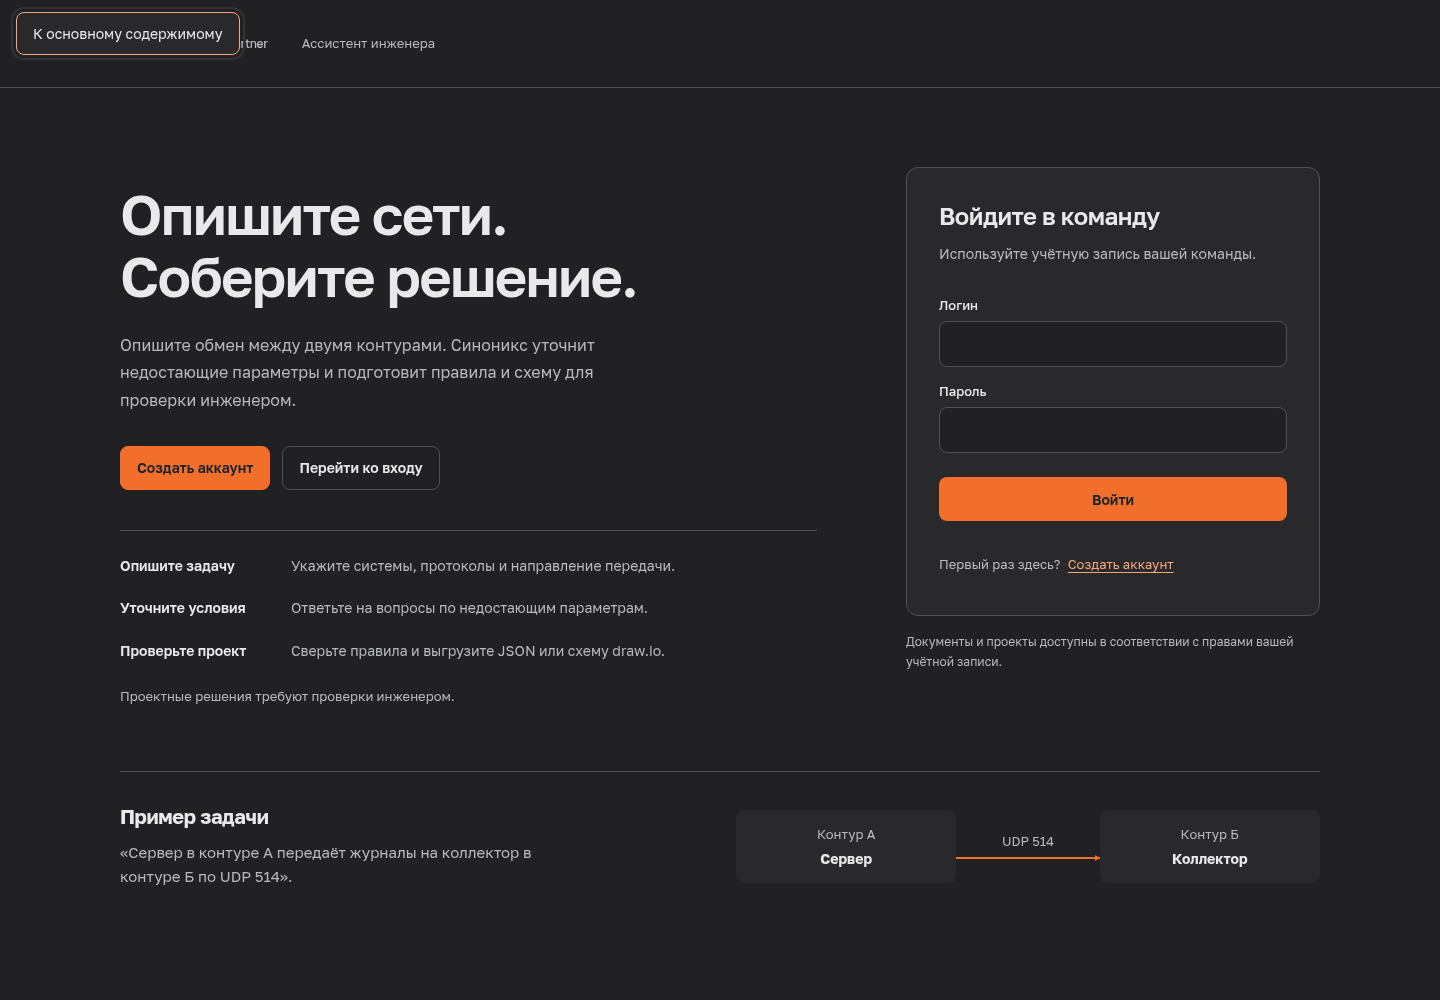 К основному содержимому
Ассистент инженера
Опишите сети.
Соберите решение.
Опишите обмен между двумя контурами. Синоникс уточнит
недостающие параметры и подготовит правила и схему для
проверки инженером.
Создать аккаунт
Перейти ко входу
Опишите задачу
Укажите системы, протоколы и направление передачи.
Уточните условия
Ответьте на вопросы по недостающим параметрам.
Проверьте проект
Сверьте правила и выгрузите JSON или схему draw.io.
Проектные решения требуют проверки инженером.
Войдите в команду
Используйте учётную запись вашей команды.
Логин
Пароль
Войти
Первый раз здесь? Создать аккаунт
Документы и проекты доступны в соответствии с правами вашей
учётной записи.
Пример задачи
«Сервер в контуре А передаёт журналы на коллектор в
контуре Б по UDP 514».
Контур А
Сервер
UDP 514
Контур Б
Коллектор